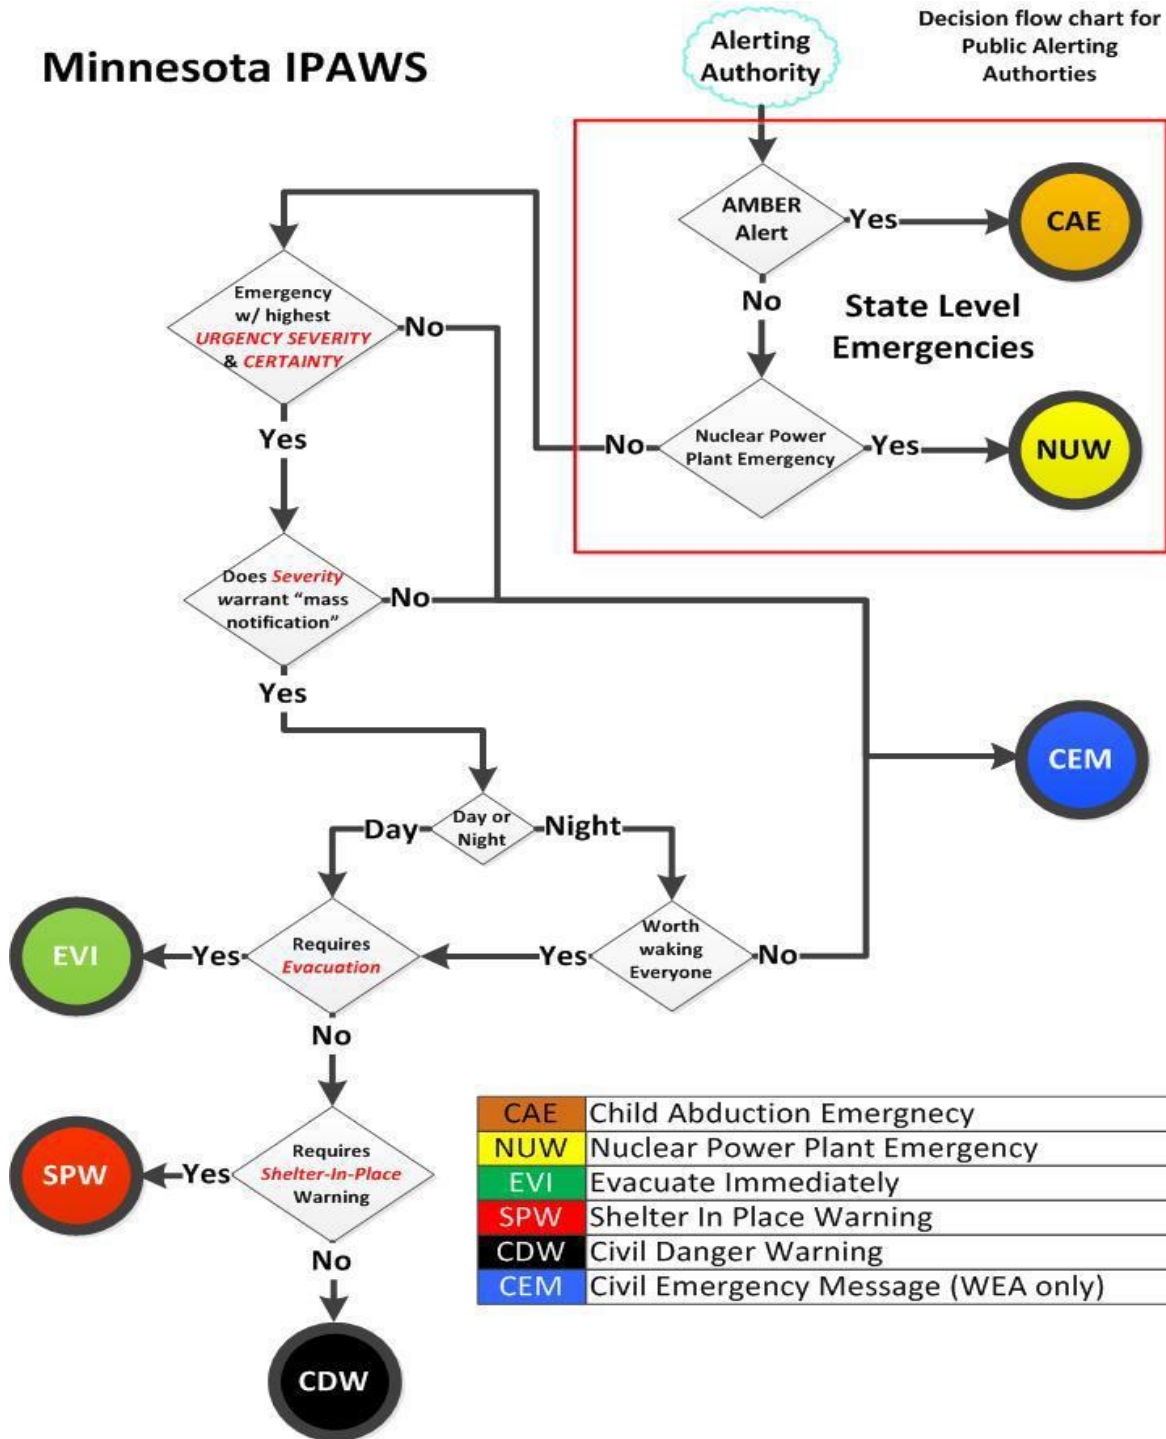 Minnesota IPAWS
Alerting
Authority
Decision flow chart for
Public Alerting
Authorties
AMBER
Alert
Yes
CAE
No
State Level
Emergencies
Nuclear Power
Plant Emergency
Yes
NUW
No
Emergency
w/ highest
URGENCY SEVERITY
& CERTAINTY
No
Yes
Does Severity
warrant “mass
notification”
No
Yes
CEM
Day or
Night
Day
Night
Worth
waking
Everyone
No
Yes
Requires
Evacuation
Yes
EVI
No
Requires
Shelter-In-Place
Warning
Yes
SPW
No
CDW
CAE Child Abduction Emergnecy
NUW Nuclear Power Plant Emergency
EVI Evacuate Immediately
SPW Shelter In Place Warning
CDW Civil Danger Warning
CEM Civil Emergency Message (WEA only)